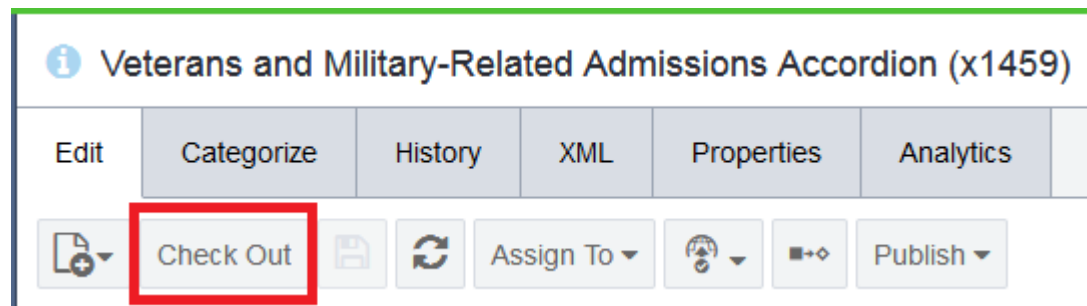 Veterans and Military-Related Admissions Accordion (x1459)
Edit Categorize History XML Properties Analytics
Check Out Assign To Publish